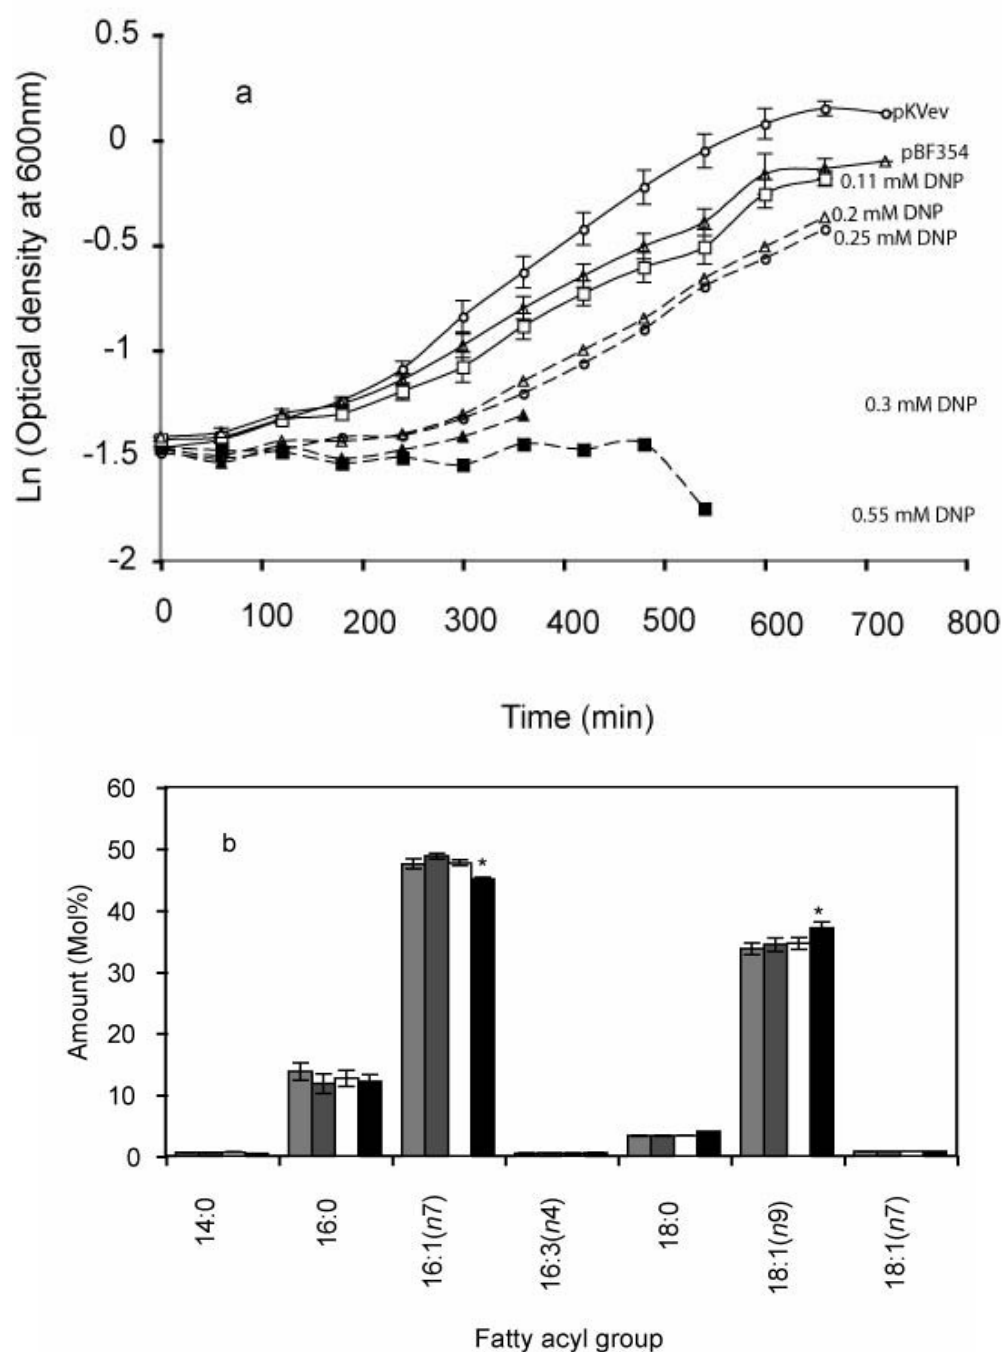 0.5
0
-0.5
-1
-1.5
-2
Ln (Optical density at 600nm)
a
pKVev
pBF354
0.11 mM DNP
0.2 mM DNP
0.25 mM DNP
0.3 mM DNP
0.55 mM DNP
0 100 200 300 400 500 600 700 800
Time (min)
60
50
40
30
20
10
0
Amount (Mol%)
b
*
*
14:0
16:0
16:1(n7)
16:3(n4)
18:0
18:1(n9)
18:1(n7)
Fatty acyl group